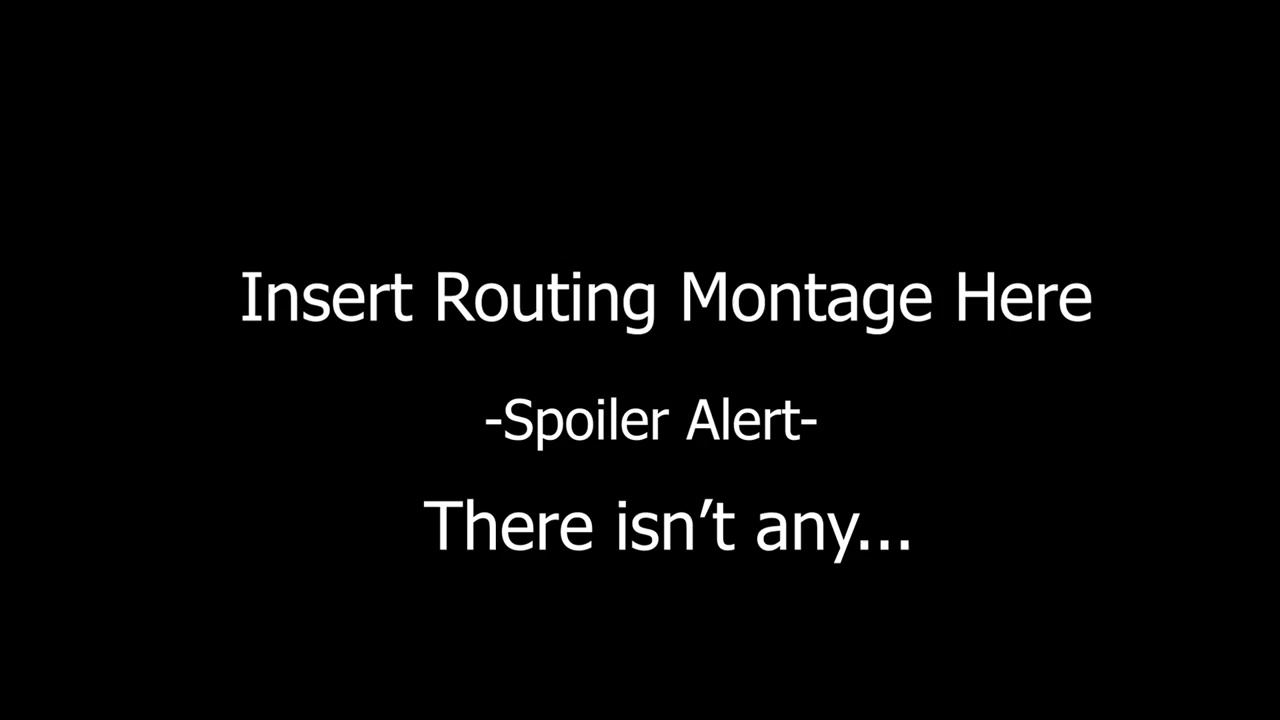 Insert Routing Montage Here
-Spoiler Alert-
There isn’t any...